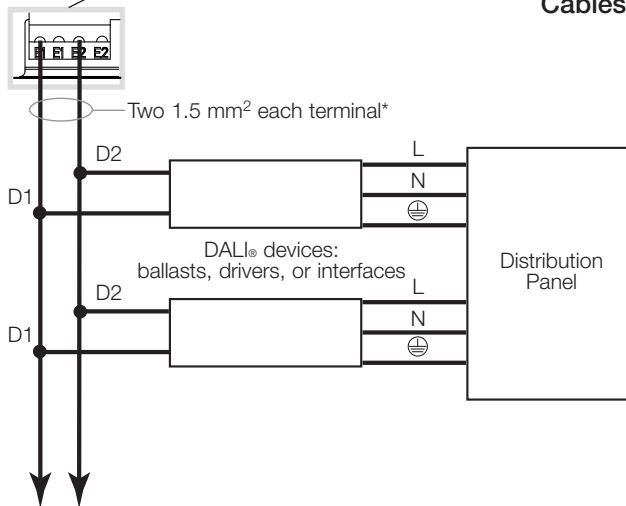 Cables
E1 E1 E2 E2
Two 1.5 mm² each terminal*
D2
L
N
D1
DALI® devices:
ballasts, drivers, or interfaces
Distribution
Panel
D2
L
N
D1